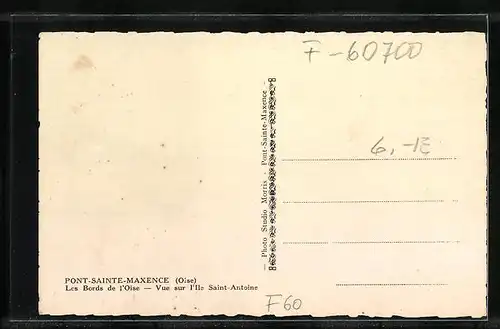 F-60700
6,-E
— Photo Studio Morris - Pont-Sainte-Maxence -
PONT-SAINTE-MAXENCE (Oise)
Les Bords de l'Oise — Vue sur l'Ile Saint-Antoine
F60